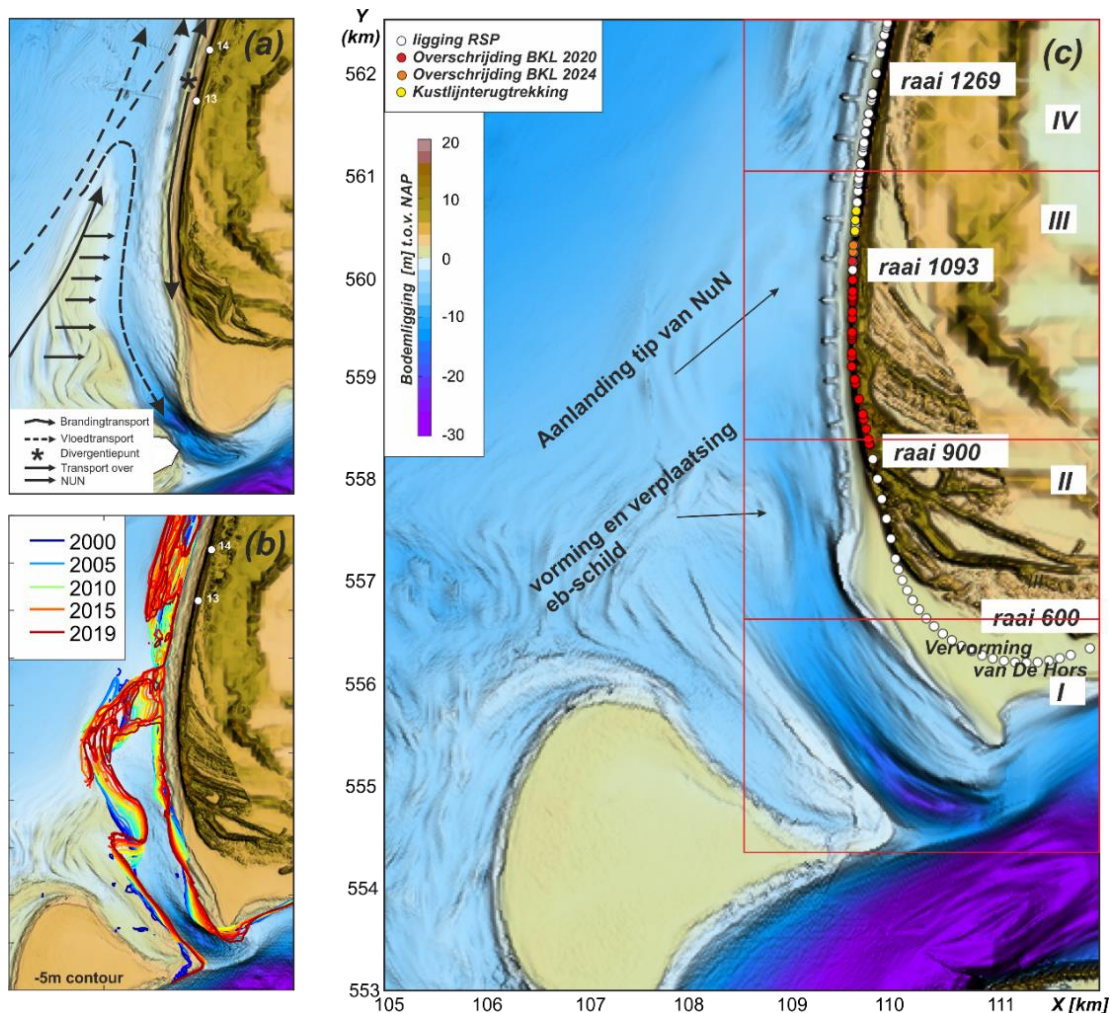 (a)
14
13
Brandingtransport
Vloedtransport
Divergentiepunt
Transport over
NUN
2000
2005
2010
2015
2019
(b)
14
13
-5m contour
Y
(km)
562
561
560
559
558
557
556
555
554
553
ligging RSP
Overschrijding BKL 2020
Overschrijding BKL 2024
Kustlijnterugtrekking
20
10
0
-10
-20
-30
Bodemligging [m] t.o.v. NAP
(c)
raai 1269
IV
III
raai 1093
Aanlanding tip van NuN
raai 900
II
vorming en verplaatsing
eb-schild
raai 600
Vervorming
van De Hors
I
105
106
107
108
109
110
111
X [km]